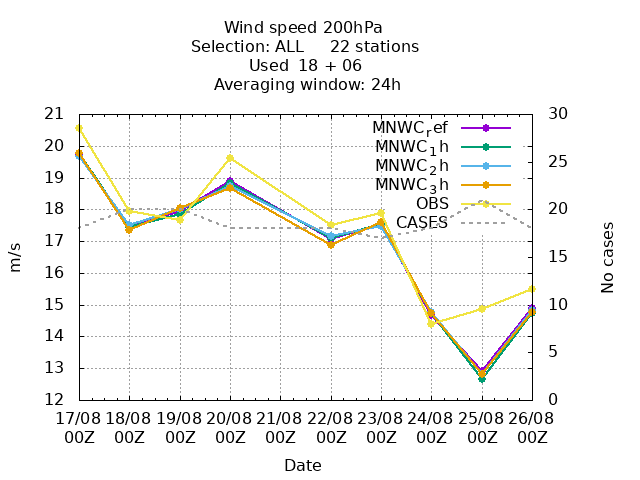 Wind speed 200hPa
Selection: ALL 22 stations
Used 18 + 06
Averaging window: 24h
21 30
20 25
19 20
18 15
17 10
16 5
15 0
14
13
12
m/s
No cases
MNWC_ref
MNWC_1h
MNWC_2h
MNWC_3h
OBS
CASES
17/08 18/08 19/08 20/08 21/08 22/08 23/08 24/08 25/08 26/08
00Z 00Z 00Z 00Z 00Z 00Z 00Z 00Z 00Z 00Z
Date